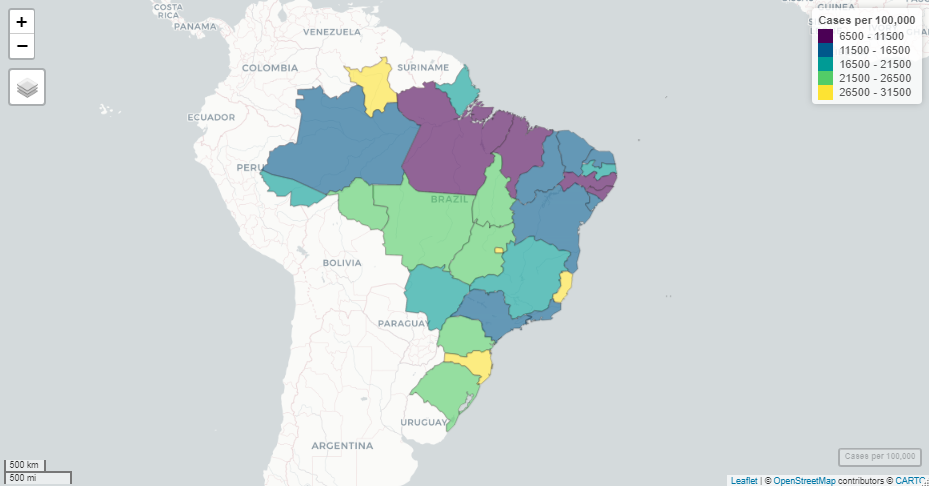 +
−
COSTA
RICA
PANAMA
VENEZUELA
GUINEA
COLOMBIA
SURINAME
ECUADOR
PERU
BRAZIL
BOLIVIA
PARAGUAY
URUGUAY
ARGENTINA
Cases per 100,000
6500 - 11500
11500 - 16500
16500 - 21500
21500 - 26500
26500 - 31500
Cases per 100,000
500 km
500 mi
Leaflet | © OpenStreetMap contributors © CARTO